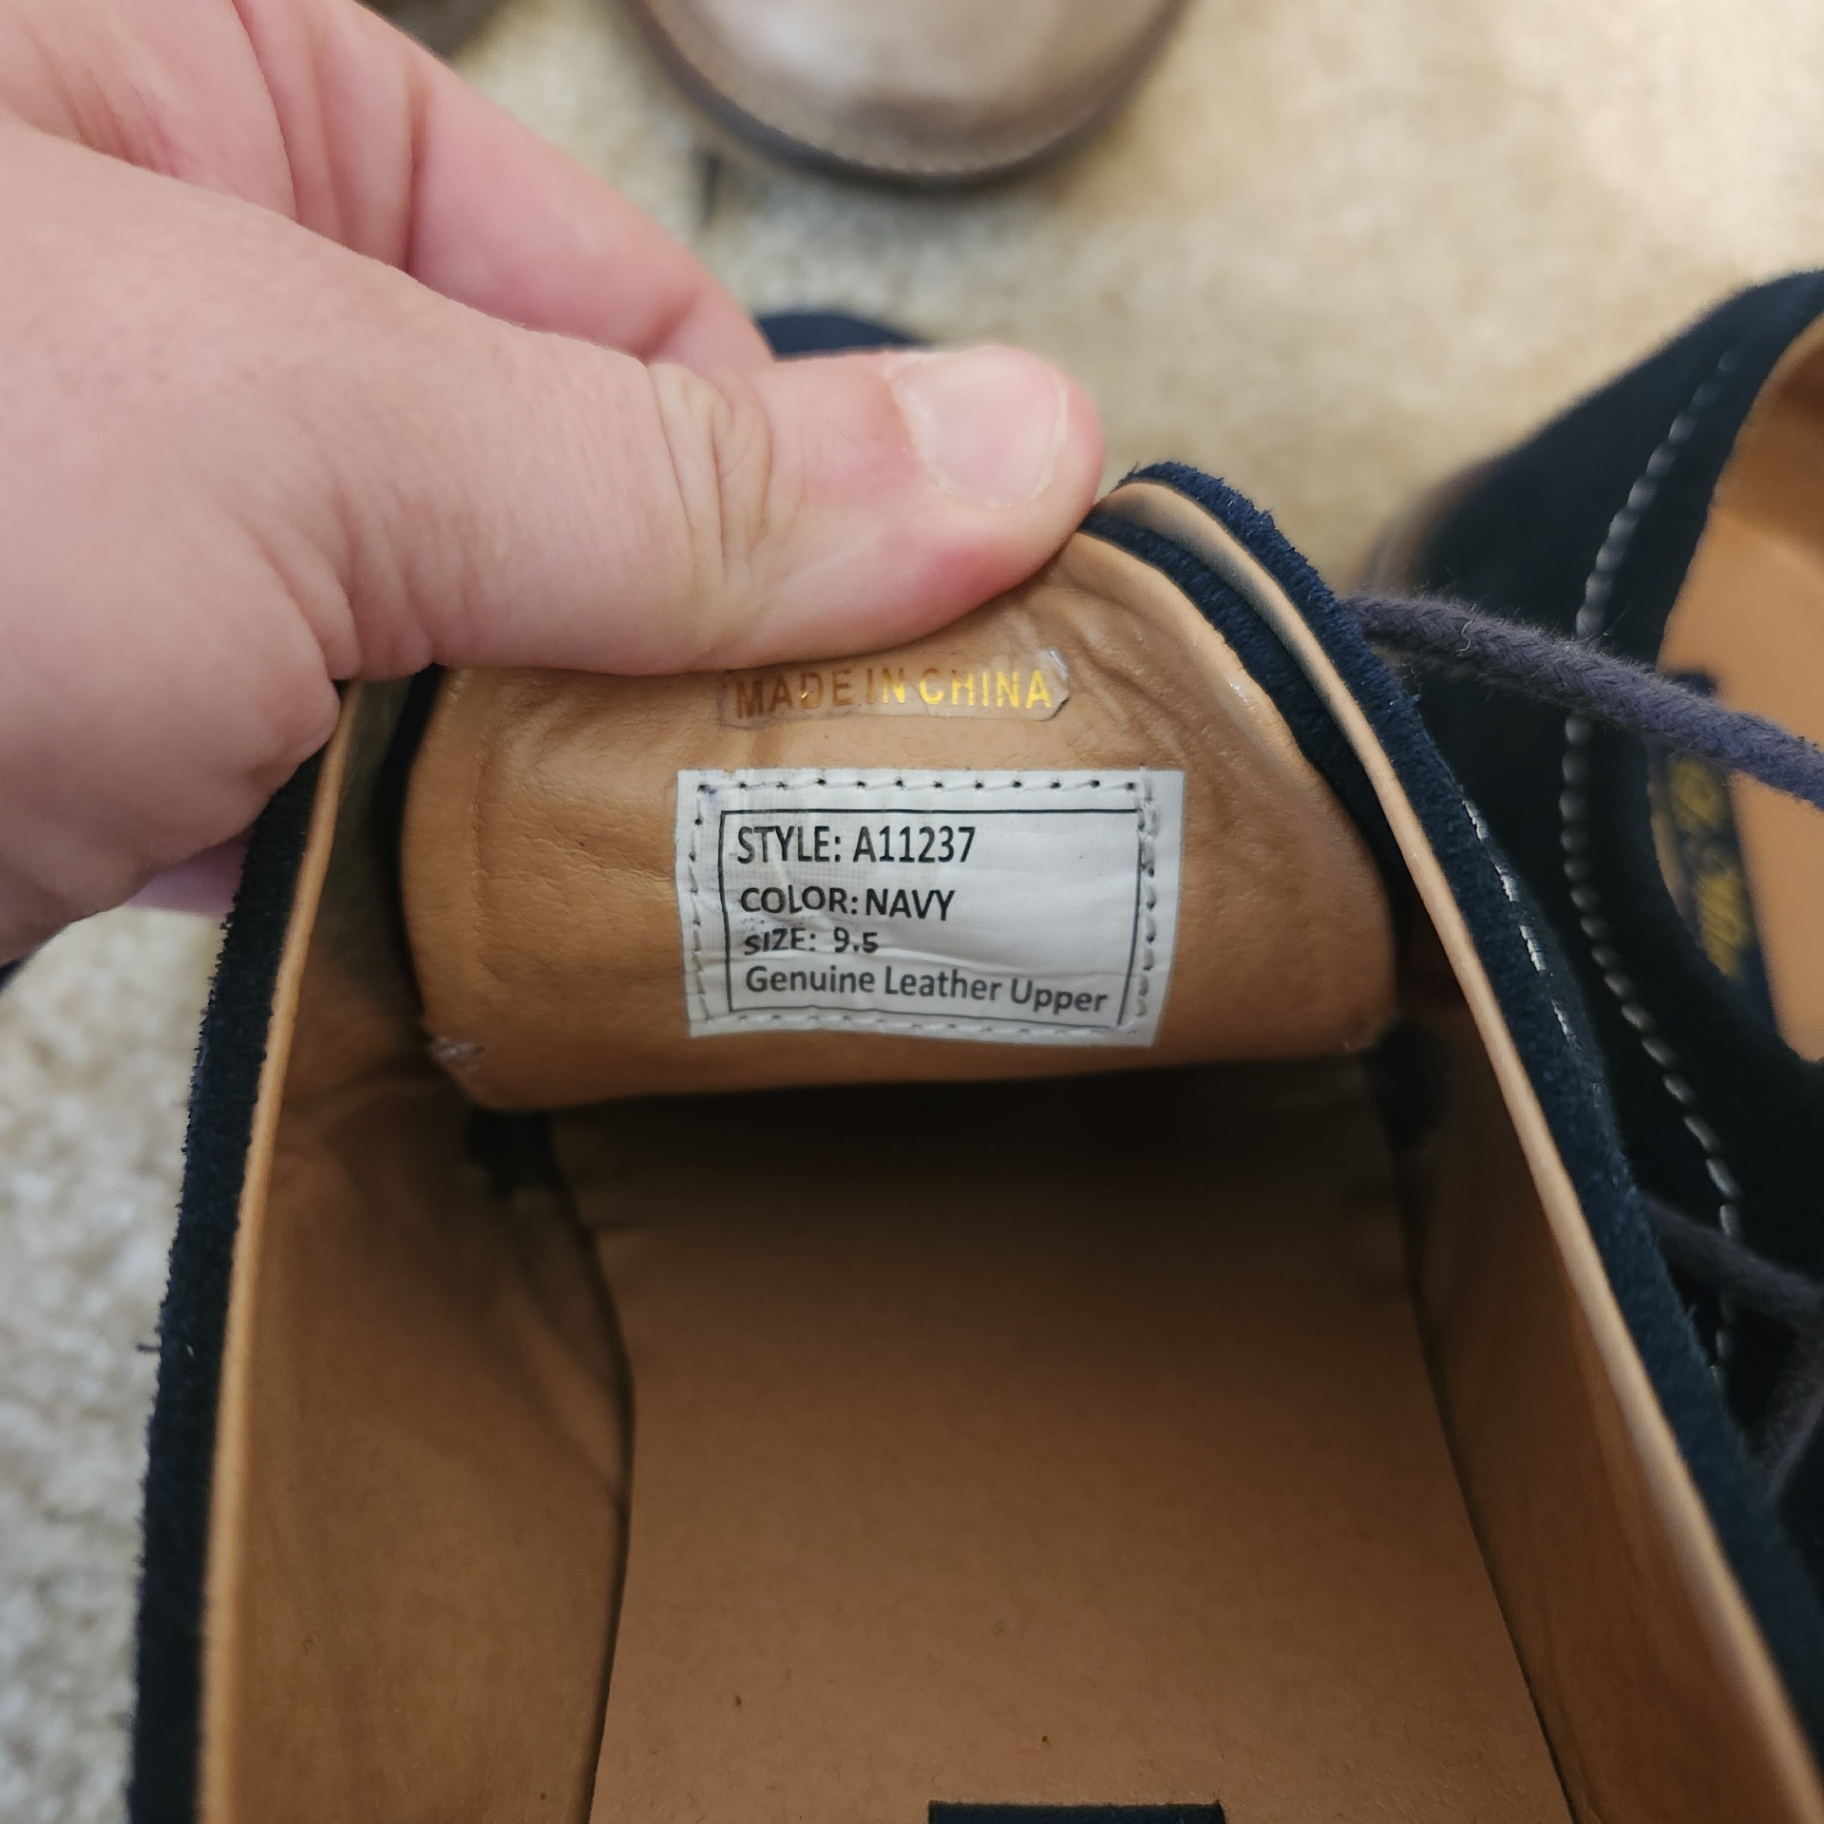 MADE IN CHINA
STYLE: A11237
COLOR: NAVY
SIZE: 9.5
Genuine Leather Upper